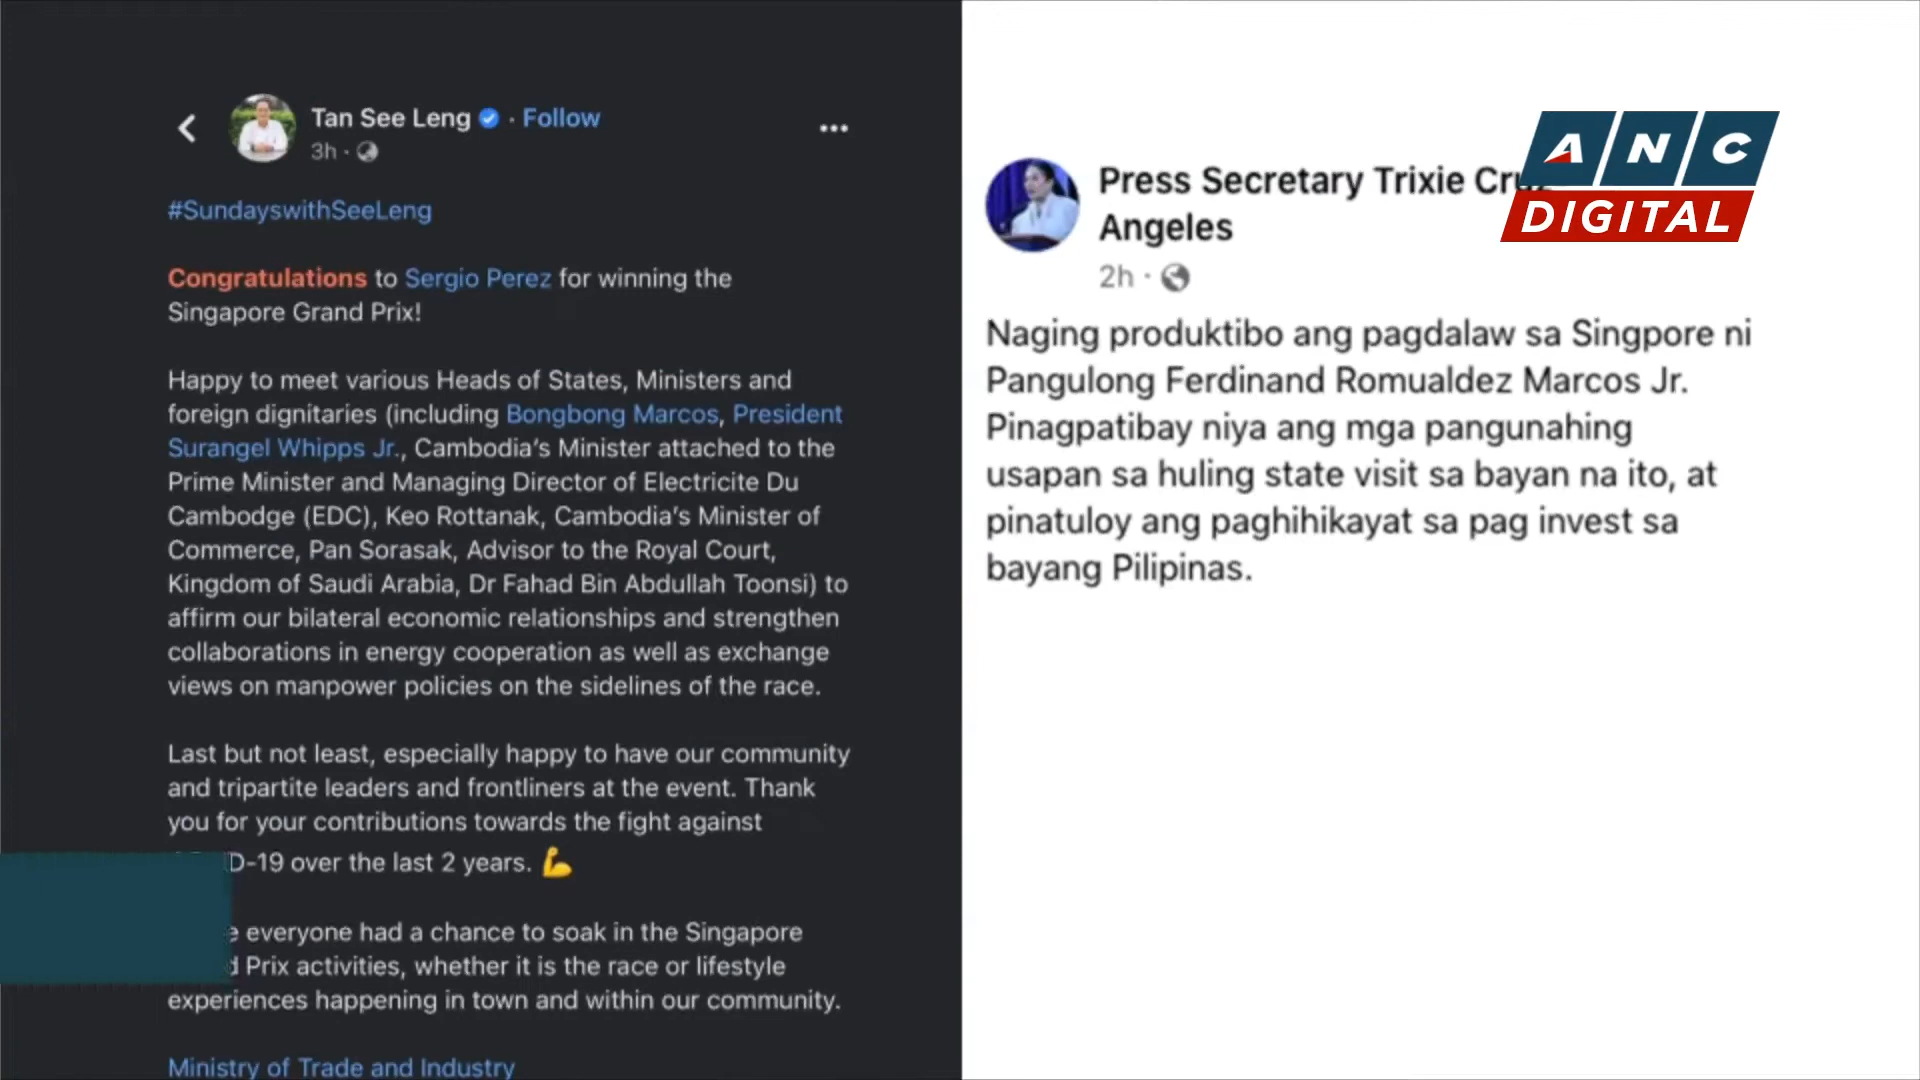 Tan See Leng · Follow
3h ·
#SundayswithSeeLeng
Congratulations to Sergio Perez for winning the
Singapore Grand Prix!
Happy to meet various Heads of States, Ministers and
foreign dignitaries (including Bongbong Marcos, President
Surangel Whipps Jr., Cambodia's Minister attached to the
Prime Minister and Managing Director of Electricite Du
Cambodge (EDC), Keo Rottanak, Cambodia's Minister of
Commerce, Pan Sorasak, Advisor to the Royal Court,
Kingdom of Saudi Arabia, Dr Fahad Bin Abdullah Toonsi) to
affirm our bilateral economic relationships and strengthen
collaborations in energy cooperation as well as exchange
views on manpower policies on the sidelines of the race.
Last but not least, especially happy to have our community
and tripartite leaders and frontliners at the event. Thank
you for your contributions towards the fight against
D-19 over the last 2 years. 💪
everyone had a chance to soak in the Singapore
Prix activities, whether it is the race or lifestyle
experiences happening in town and within our community.
Ministry of Trade and Industry
Press Secretary Trixie Cruz
Angeles
2h ·
Naging produktibo ang pagdalaw sa Singpore ni
Pangulong Ferdinand Romualdez Marcos Jr.
Pinagpatibay niya ang mga pangunahing
usapan sa huling state visit sa bayan na ito, at
pinatuloy ang paghihikayat sa pag invest sa
bayang Pilipinas.
ANC
DIGITAL